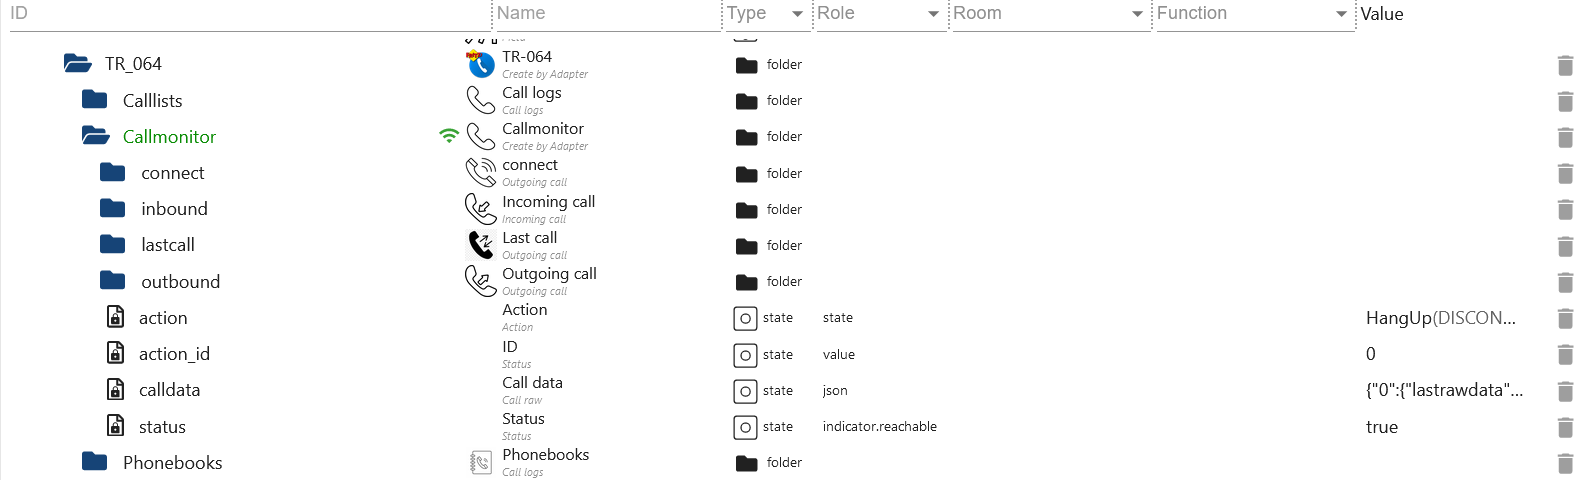 ID Name Type Role Room Function Value
TR_064 TR-064 folder
Create by Adapter
Calllists Call logs folder
Call logs
Callmonitor Callmonitor folder
Create by Adapter
connect connect folder
Outgoing call
inbound Incoming call folder
Incoming call
lastcall Last call folder
Outgoing call
outbound Outgoing call folder
Outgoing call
action Action state state HangUp(DISCON...
Action
action_id ID state value 0
Status
calldata Call data state json {"0":{"lastrawdata"...
Call raw
status Status state indicator.reachable true
Status
Phonebooks Phonebooks folder
Call logs